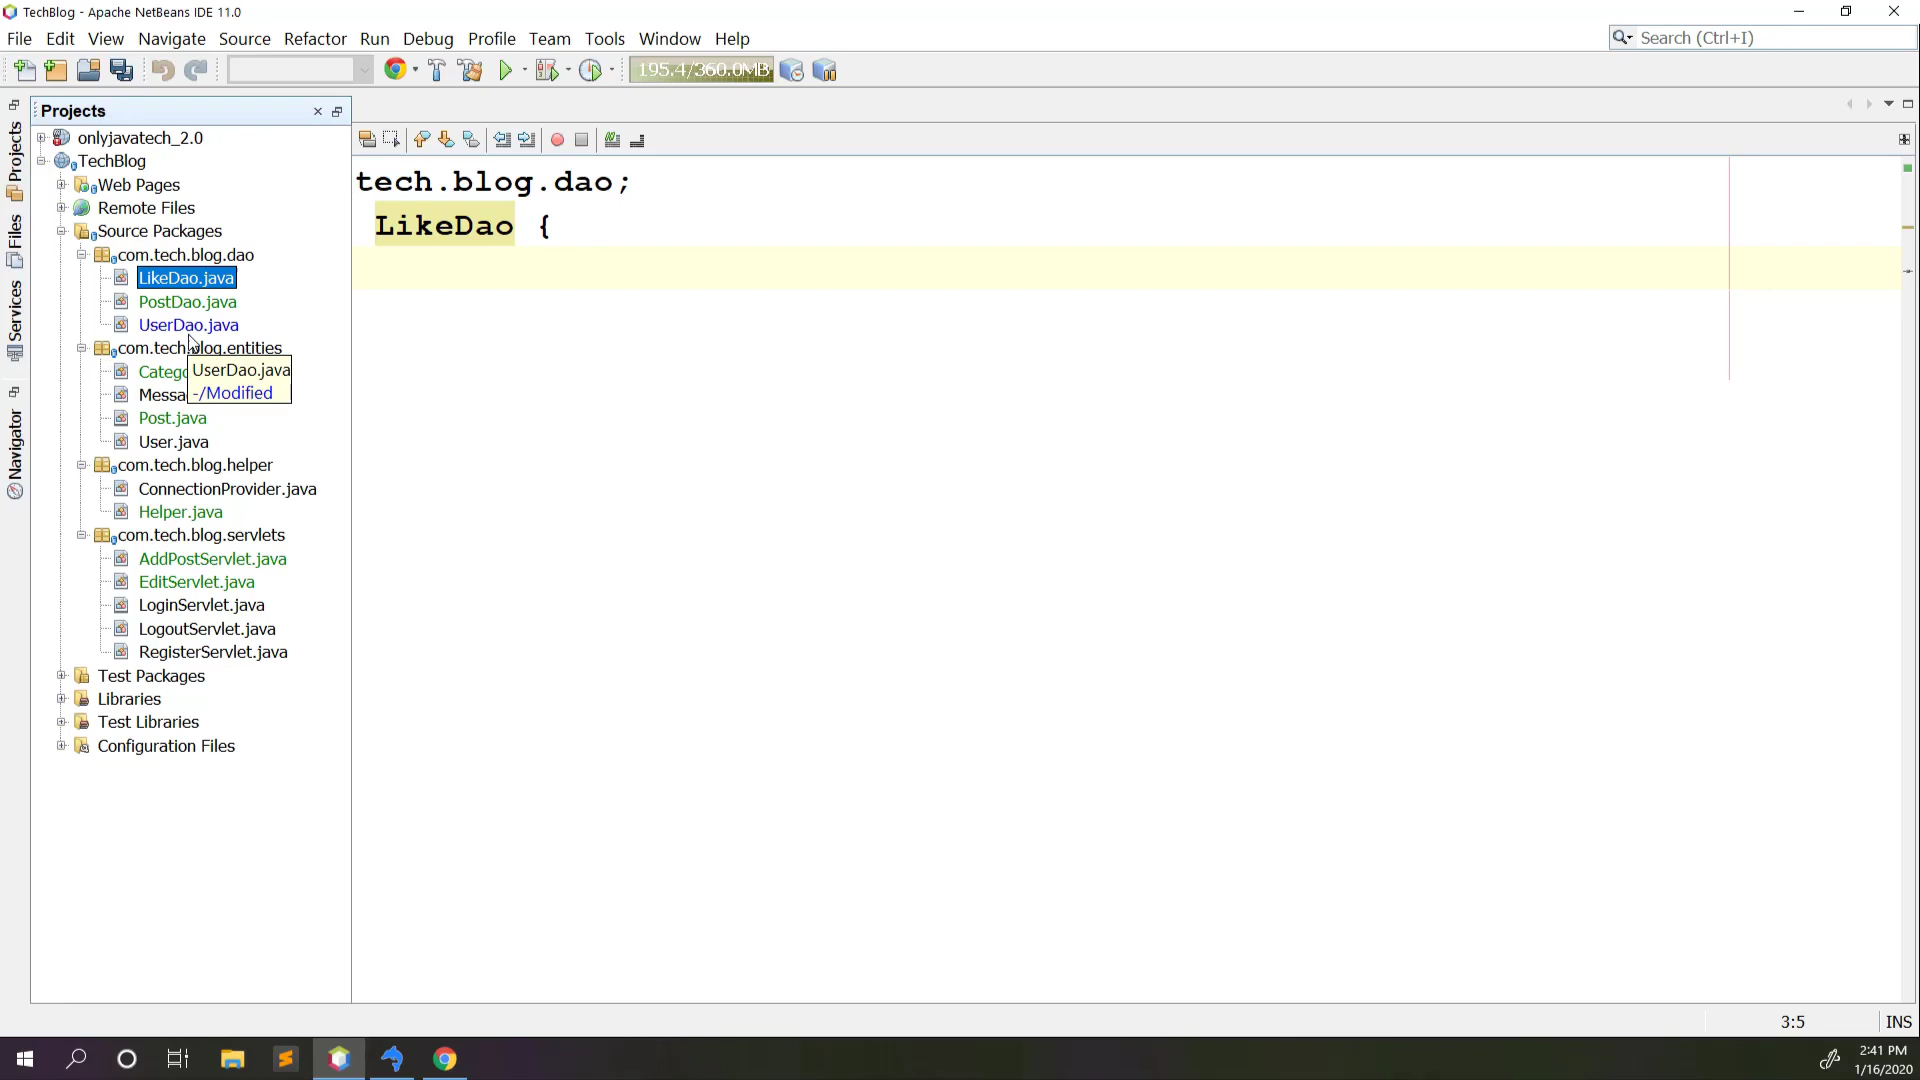 TechBlog - Apache NetBeans IDE 11.0
File Edit View Navigate Source Refactor Run Debug Profile Team Tools Window Help
Search (Ctrl+I)
195.4/360.0MB
Projects
Files
Services
Navigator
Projects
onlyjavatech_2.0
TechBlog
Web Pages
Remote Files
Source Packages
com.tech.blog.dao
LikeDao.java
PostDao.java
UserDao.java
com.tech.blog.entities
Catego
Messa
Post.java
User.java
UserDao.java
-/Modified
com.tech.blog.helper
ConnectionProvider.java
Helper.java
com.tech.blog.servlets
AddPostServlet.java
EditServlet.java
LoginServlet.java
LogoutServlet.java
RegisterServlet.java
Test Packages
Libraries
Test Libraries
Configuration Files
tech.blog.dao;
LikeDao {
3:5
INS
2:41 PM
1/16/2020